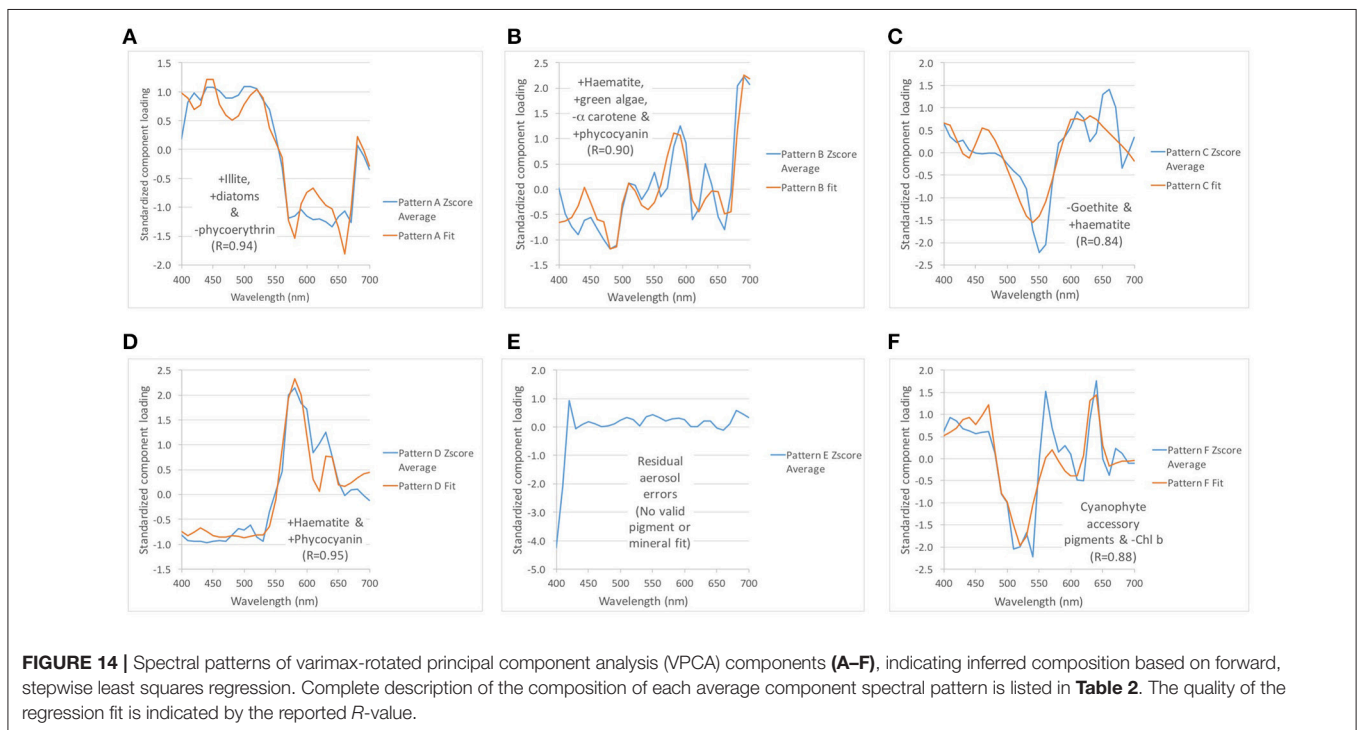 A
Standardized component loading
1.5
1.0
0.5
0.0
-0.5
-1.0
-1.5
-2.0
400 450 500 550 600 650 700
Wavelength (nm)
+Illite,
+diatoms
&
-phycoerythrin
(R=0.94)
Pattern A Zscore
Average
Pattern A Fit
B
Standardized component loading
2.5
2.0
1.5
1.0
0.5
0.0
-0.5
-1.0
-1.5
400 450 500 550 600 650 700
Wavelength (nm)
+Haematite,
+green algae,
-α carotene &
+phycocyanin
(R=0.90)
Pattern B Zscore
Average
Pattern B fit
C
Standardized component loading
2.0
1.5
1.0
0.5
0.0
-0.5
-1.0
-1.5
-2.0
-2.5
400 450 500 550 600 650 700
Wavelength (nm)
-Goethite &
+haematite
(R=0.84)
Pattern C Zscore
Average
Pattern C fit
D
Standardized component loading
2.5
2.0
1.5
1.0
0.5
0.0
-0.5
-1.0
-1.5
400 450 500 550 600 650 700
Wavelength (nm)
+Haematite &
+Phycocyanin
(R=0.95)
Pattern D Zscore
Average
Pattern D Fit
E
Standardized component loading
2.0
1.0
0.0
-1.0
-2.0
-3.0
-4.0
-5.0
400 450 500 550 600 650 700
Wavelength (nm)
Residual
aerosol
errors
(No valid
pigment or
mineral fit)
Pattern E Zscore
Average
F
Standardized component loading
2.0
1.5
1.0
0.5
0.0
-0.5
-1.0
-1.5
-2.0
-2.5
400 450 500 550 600 650 700
Wavelength (nm)
Cyanophyte
accessory
pigments & -Chl b
(R=0.88)
Pattern F Zscore
Average
Pattern F Fit
FIGURE 14 | Spectral patterns of varimax-rotated principal component analysis (VPCA) components (A–F), indicating inferred composition based on forward,
stepwise least squares regression. Complete description of the composition of each average component spectral pattern is listed in Table 2. The quality of the
regression fit is indicated by the reported R-value.